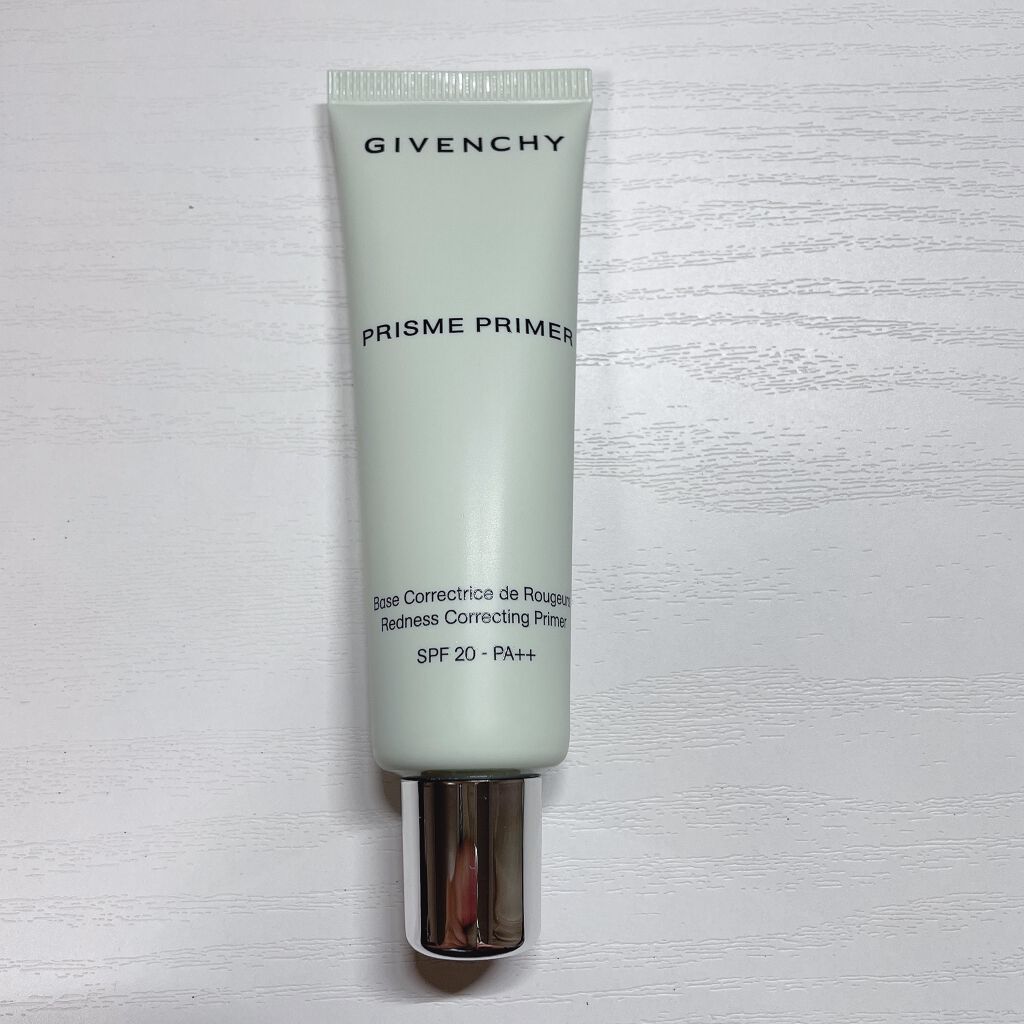 GIVENCHY
PRISME PRIMER
Base Correctrice de Rougeurs
Redness Correcting Primer
SPF 20 - PA++